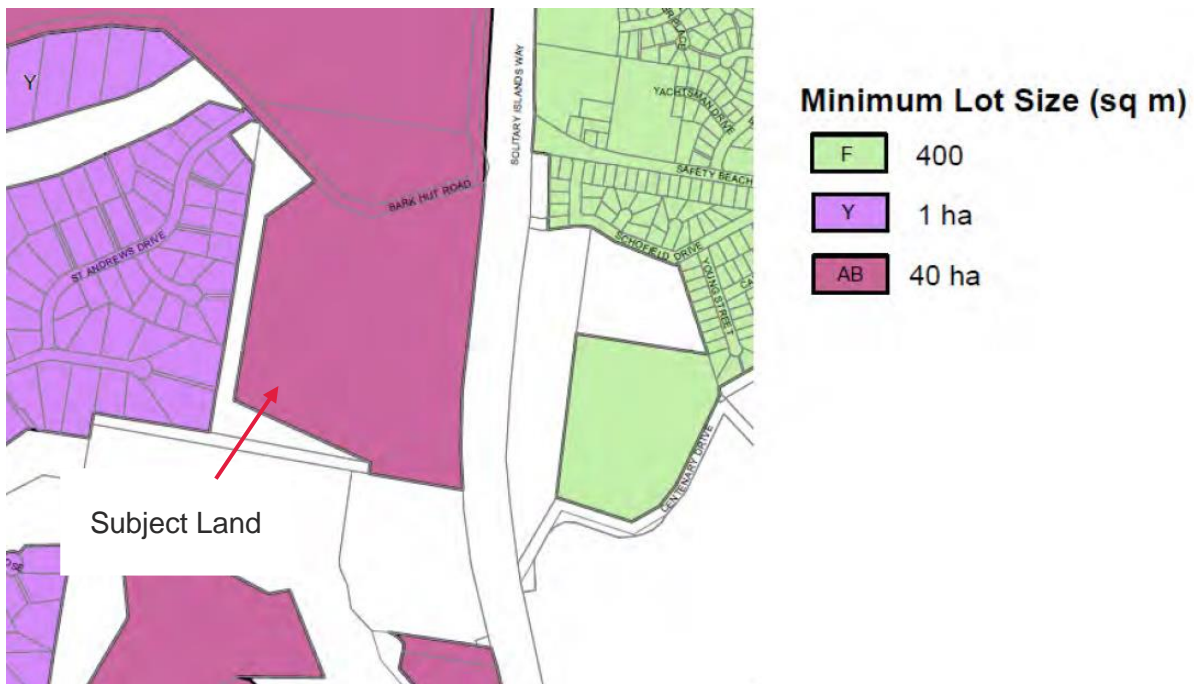 Y
SOLITARY ISLANDS WAY
YACHTSMAN DRIVE
SAFETY BEACH
BARK HUT ROAD
SCHOFIELD DRIVE
ST ANDREWS DRIVE
YOUNG STREET
CENTENARY DRIVE
Subject Land
Minimum Lot Size (sq m)
F 400
Y 1 ha
AB 40 ha